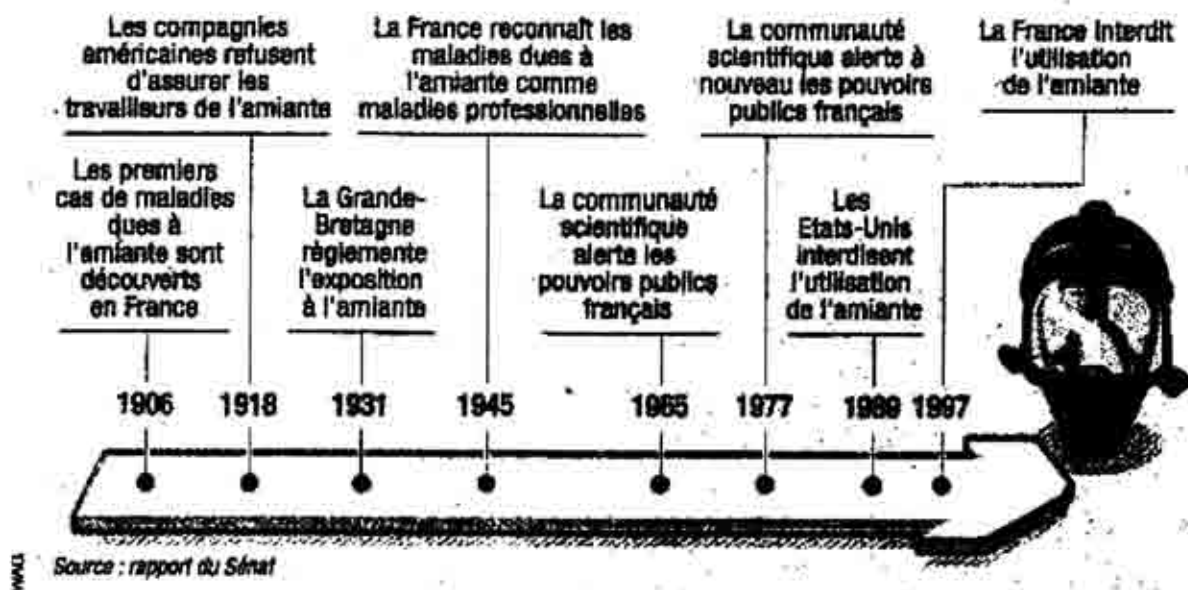 Les compagnies
américaines refusent
d'assurer les
travailleurs de l'amiante
La France reconnaît les
maladies dues à
l'amiante comme
maladies professionnelles
La communauté
scientifique alerte à
nouveau les pouvoirs
publics français
La France interdit
l'utilisation
de l'amiante
Les premiers
cas de maladies
dues à
l'amiante sont
découverts
en France
La Grande-
Bretagne
règlemente
l'exposition
à l'amiante
La communauté
scientifique
alerte les
pouvoirs publics
français
Les
Etats-Unis
interdisent
l'utilisation
de l'amiante
1906 1918 1931 1945 1965 1977 1989 1997
Source : rapport du Sénat